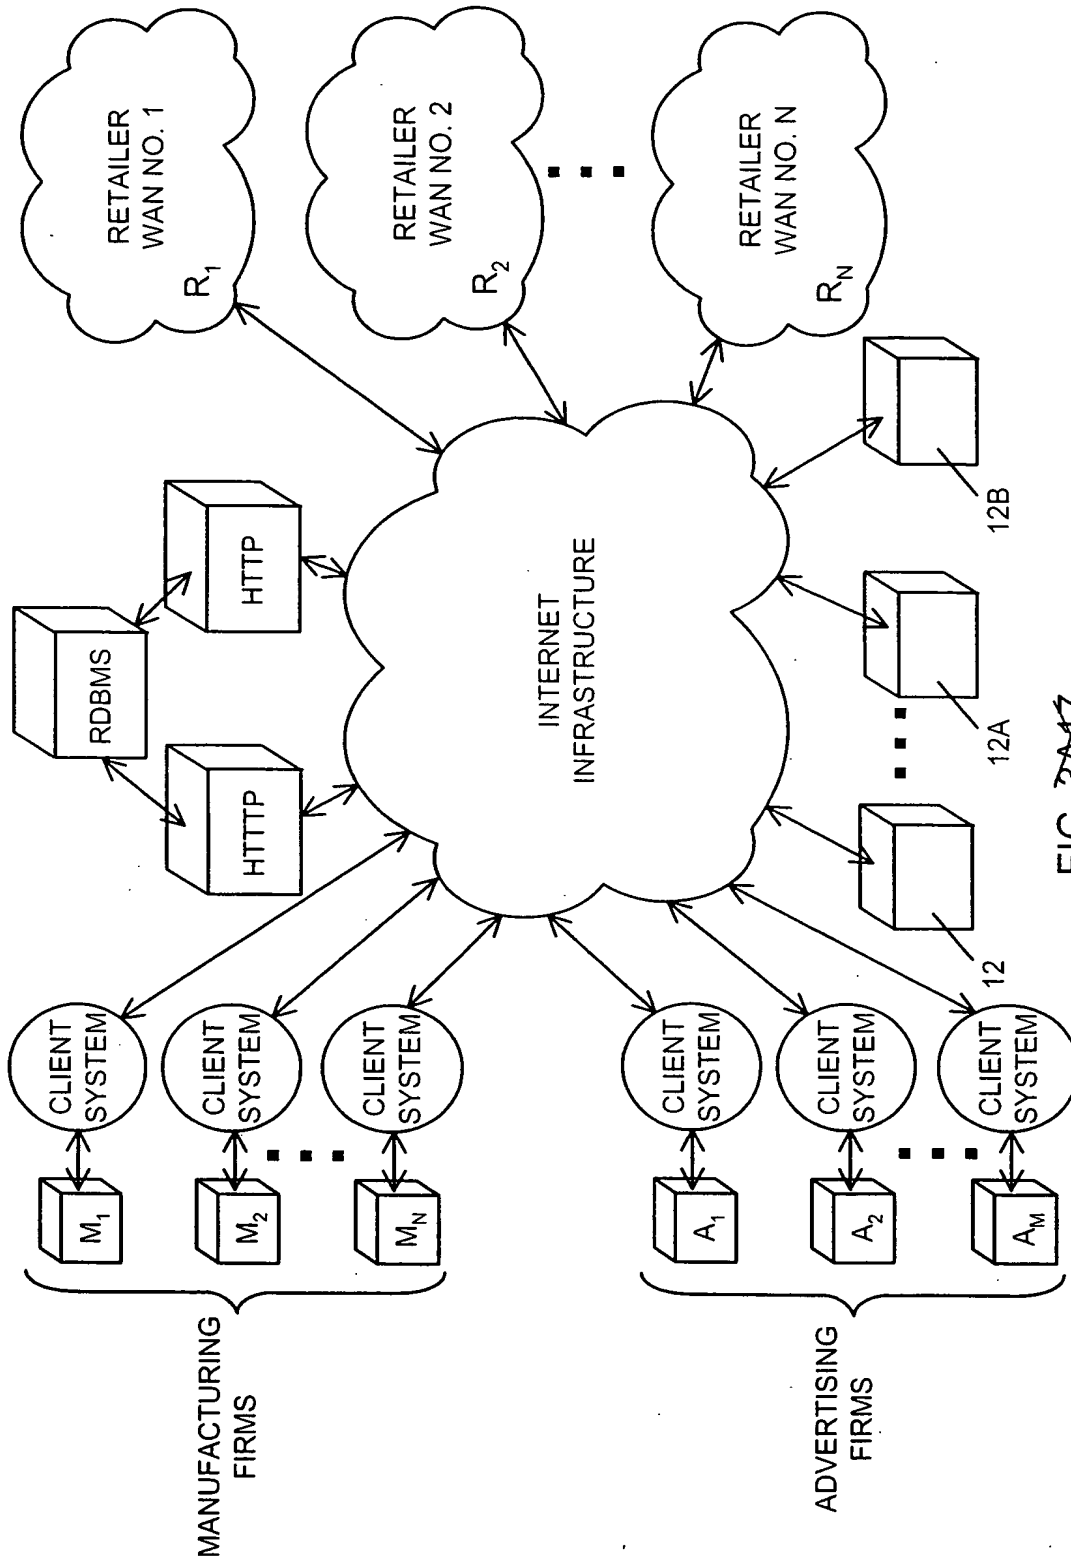 MANUFACTURING
FIRMS
M1
CLIENT
SYSTEM
M2
CLIENT
SYSTEM
MN
CLIENT
SYSTEM
ADVERTISING
FIRMS
A1
CLIENT
SYSTEM
A2
CLIENT
SYSTEM
AM
CLIENT
SYSTEM
RDBMS
HTTTP
HTTP
INTERNET
INFRASTRUCTURE
RETAILER
WAN NO. 1
R1
RETAILER
WAN NO. 2
R2
RETAILER
WAN NO. N
RN
12
12A
12B
FIG.